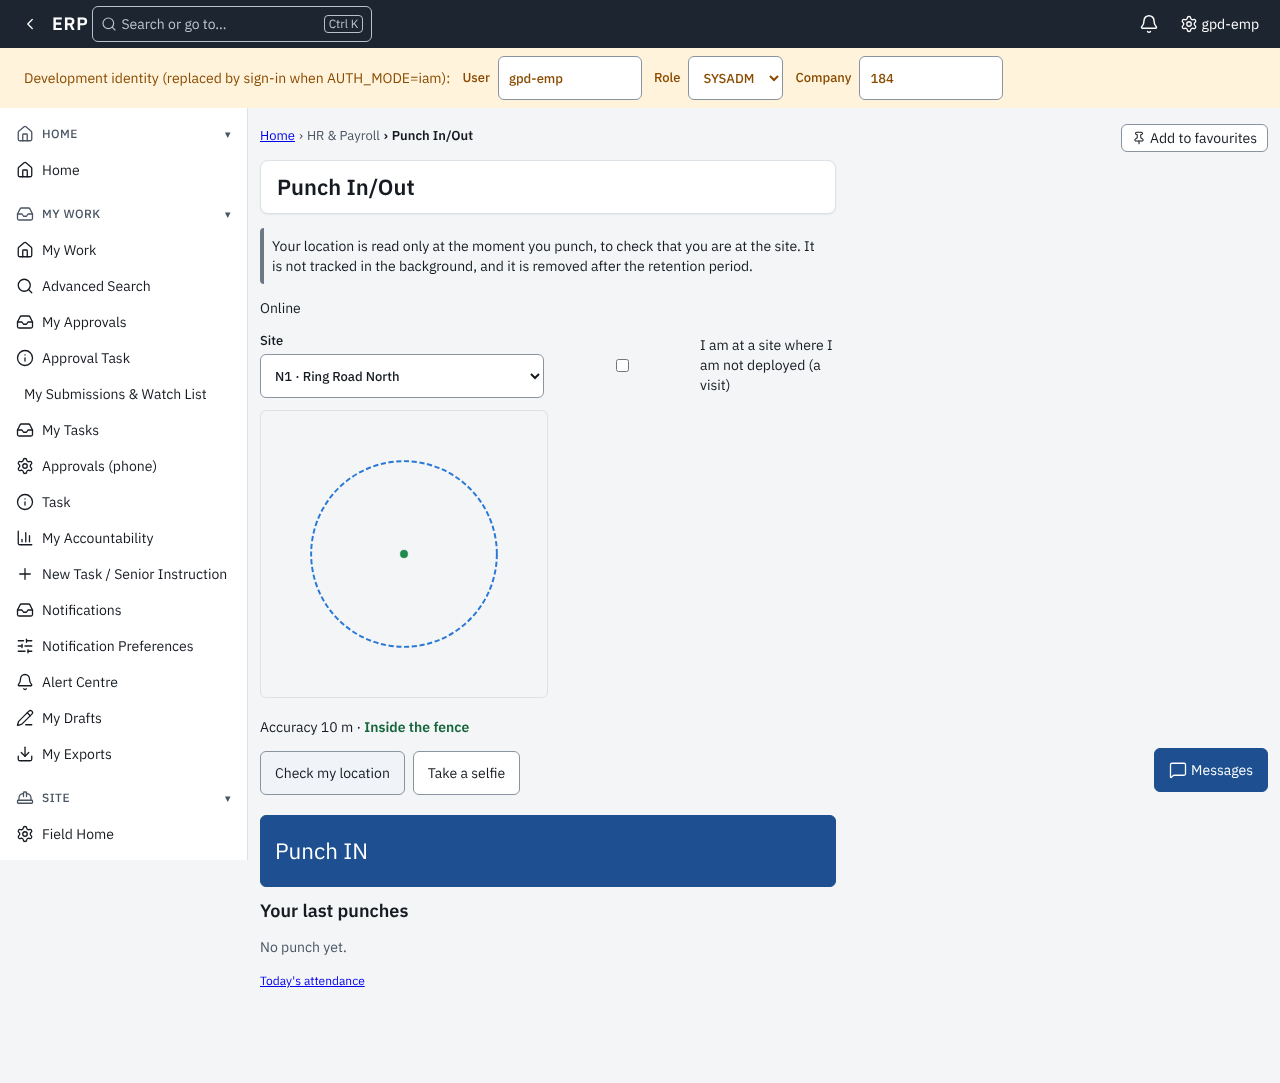 ERP
Search or go to...
Ctrl K
gpd-emp
Development identity (replaced by sign-in when AUTH_MODE=iam):
User
gpd-emp
Role
SYSADM
Company
184
HOME
Home
MY WORK
My Work
Advanced Search
My Approvals
Approval Task
My Submissions & Watch List
My Tasks
Approvals (phone)
Task
My Accountability
New Task / Senior Instruction
Notifications
Notification Preferences
Alert Centre
My Drafts
My Exports
SITE
Field Home
Home › HR & Payroll › Punch In/Out
Add to favourites
Punch In/Out
Your location is read only at the moment you punch, to check that you are at the site. It
is not tracked in the background, and it is removed after the retention period.
Online
Site
N1 · Ring Road North
I am at a site where I
am not deployed (a
visit)
Accuracy 10 m · Inside the fence
Check my location
Take a selfie
Messages
Punch IN
Your last punches
No punch yet.
Today's attendance